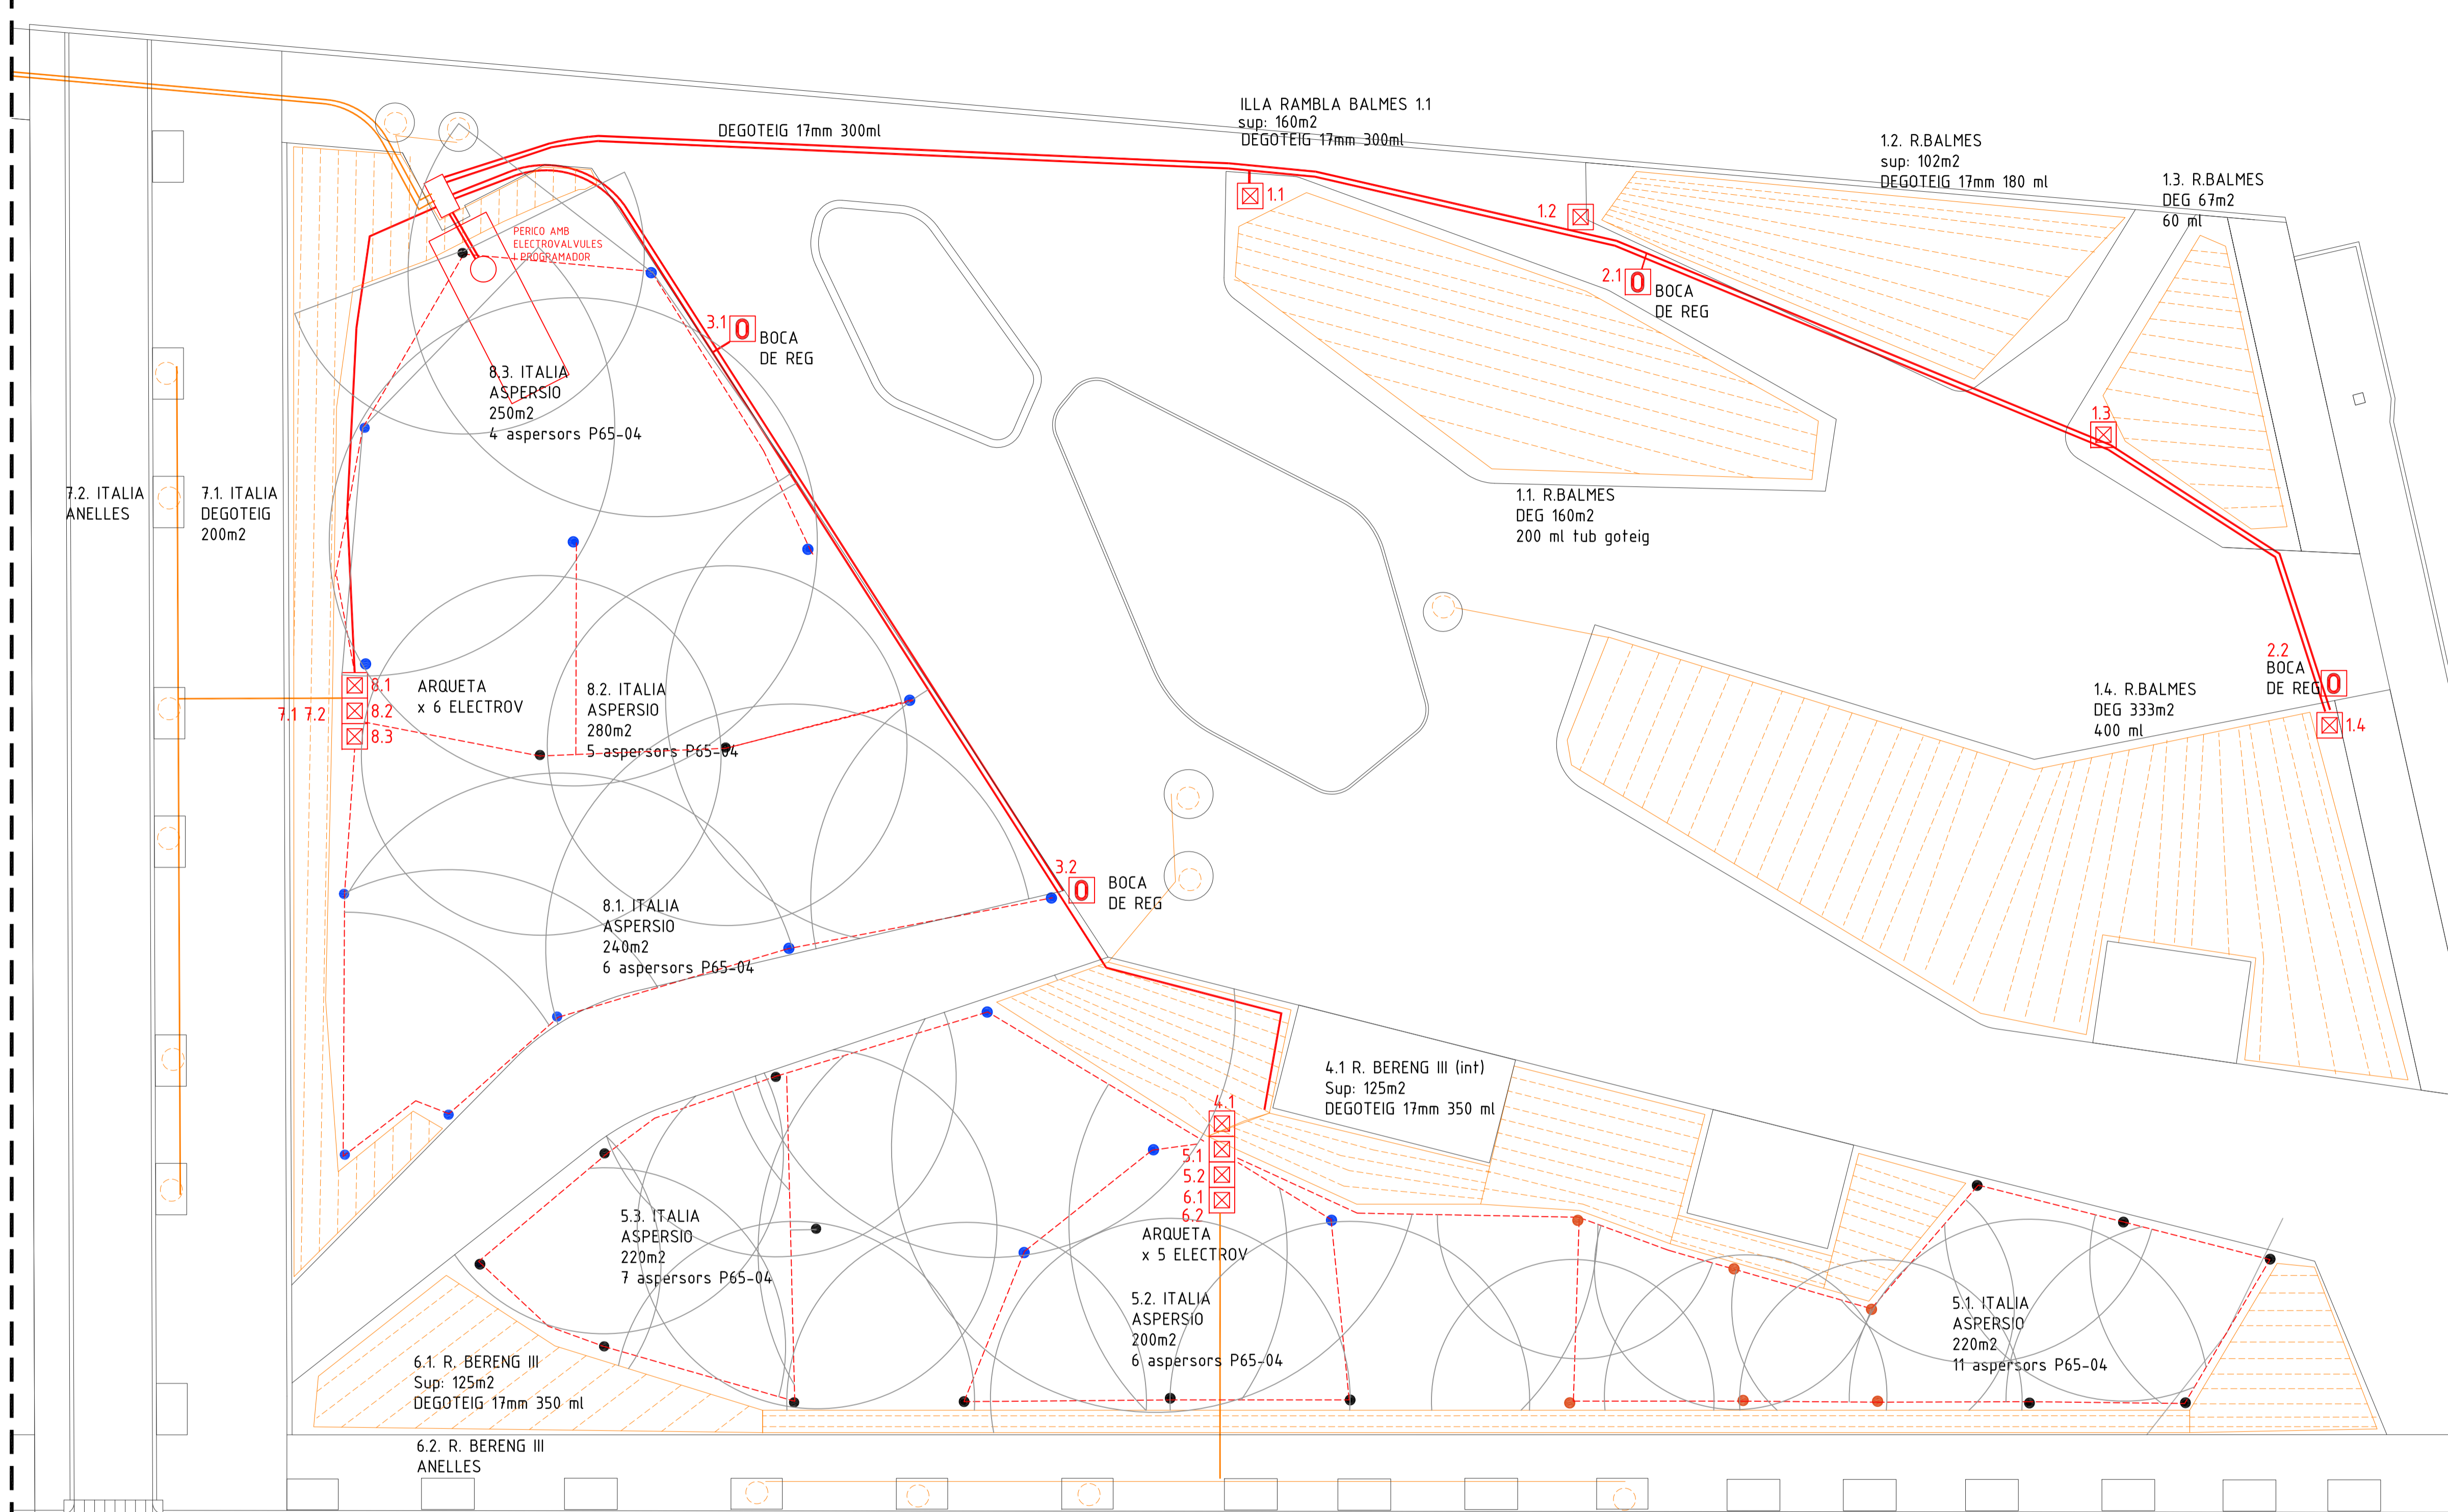 ILLA RAMBLA BALMES 1.1
sup: 160m2
DEGOTEIG 17mm 300ml
DEGOTEIG 17mm 300ml
1.2. R.BALMES
sup: 102m2
DEGOTEIG 17mm 180 ml
1.3. R.BALMES
DEG 67m2
60 ml
1.1
1.2
2.1
BOCA
DE REG
PERICO AMB
ELECTROVALVULES
I PROGRAMADOR
3.1
BOCA
DE REG
8.3. ITALIA
ASPERSIO
250m2
4 aspersors P65-04
1.3
7.2. ITALIA
ANELLES
7.1. ITALIA
DEGOTEIG
200m2
1.1. R.BALMES
DEG 160m2
200 ml tub goteig
2.2
BOCA
DE REG
1.4. R.BALMES
DEG 333m2
400 ml
1.4
8.1
8.2
8.3
7.1 7.2
ARQUETA
x 6 ELECTROV
8.2. ITALIA
ASPERSIO
280m2
5 aspersors P65-04
3.2
BOCA
DE REG
8.1. ITALIA
ASPERSIO
240m2
6 aspersors P65-04
4.1 R. BERENG III (int)
Sup: 125m2
DEGOTEIG 17mm 350 ml
4.1
5.1
5.2
6.1
6.2
ARQUETA
x 5 ELECTROV
5.3. ITALIA
ASPERSIO
220m2
7 aspersors P65-04
5.2. ITALIA
ASPERSIO
200m2
6 aspersors P65-04
5.1. ITALIA
ASPERSIO
220m2
11 aspersors P65-04
6.1. R. BERENG III
Sup: 125m2
DEGOTEIG 17mm 350 ml
6.2. R. BERENG III
ANELLES